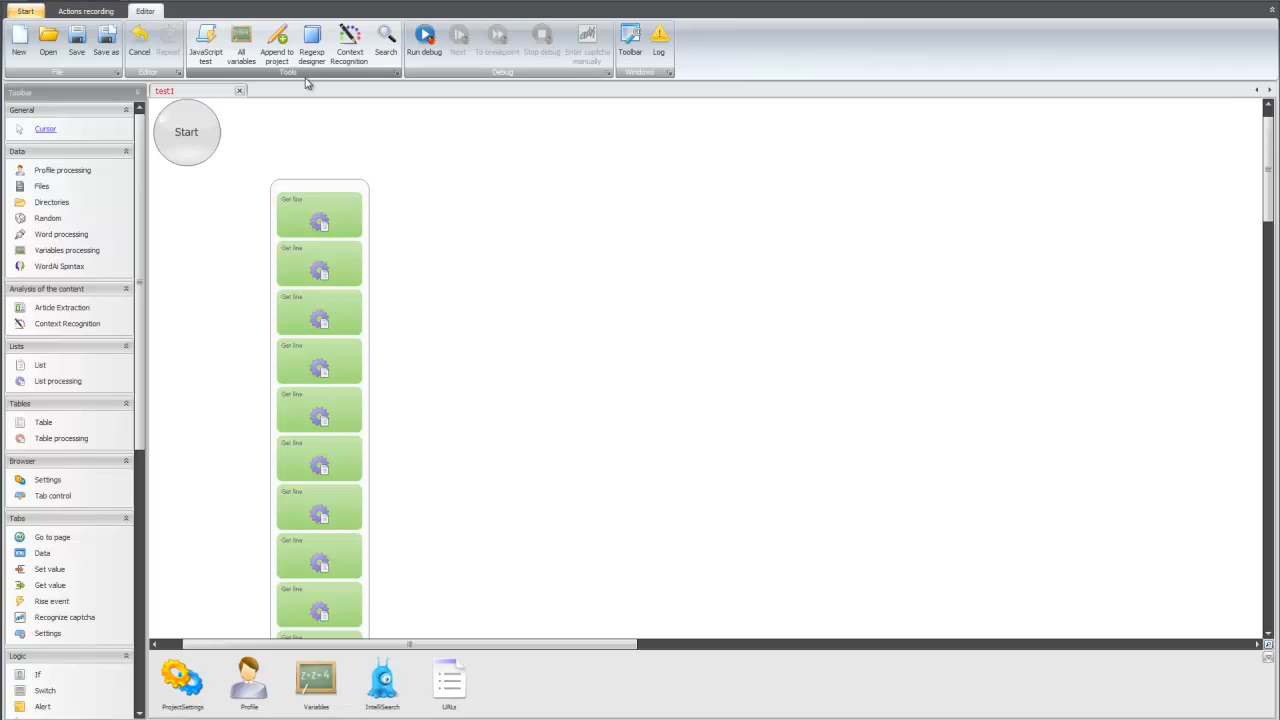 Start
Actions recording
Editor
New
Open
Save
Save as
Cancel
Repeat
JavaScript test
All variables
Append to project
Regexp designer
Context Recognition
Search
Run debug
Next
To breakpoint
Stop debug
Enter captcha manually
Toolbar
Log
File
Editor
Tools
Debug
Windows
Toolbar
test1
General
Cursor
Start
Data
Profile processing
Files
Directories
Random
Word processing
Variables processing
WordAi Spintax
Analysis of the content
Article Extraction
Context Recognition
Lists
List
List processing
Tables
Table
Table processing
Browser
Settings
Tab control
Tabs
Go to page
Data
Set value
Get value
Rise event
Recognize captcha
Settings
Logic
If
Switch
Alert
Get line
Get line
Get line
Get line
Get line
Get line
Get line
Get line
Get line
Get line
z+z=4
ProjectSettings
Profile
Variables
IntelliSearch
URLs